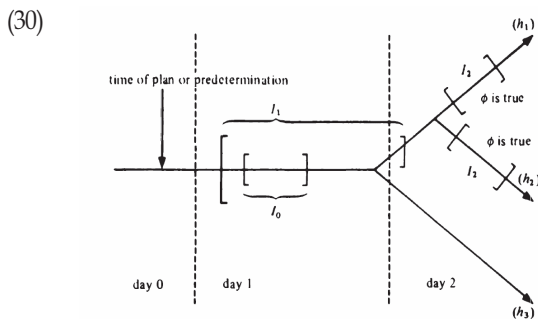 (30)
(h₁)
I₂
time of plan or predetermination
ϕ is true
I₁
ϕ is true
I₂
(h₂)
I₀
day 0
day 1
day 2
(h₃)